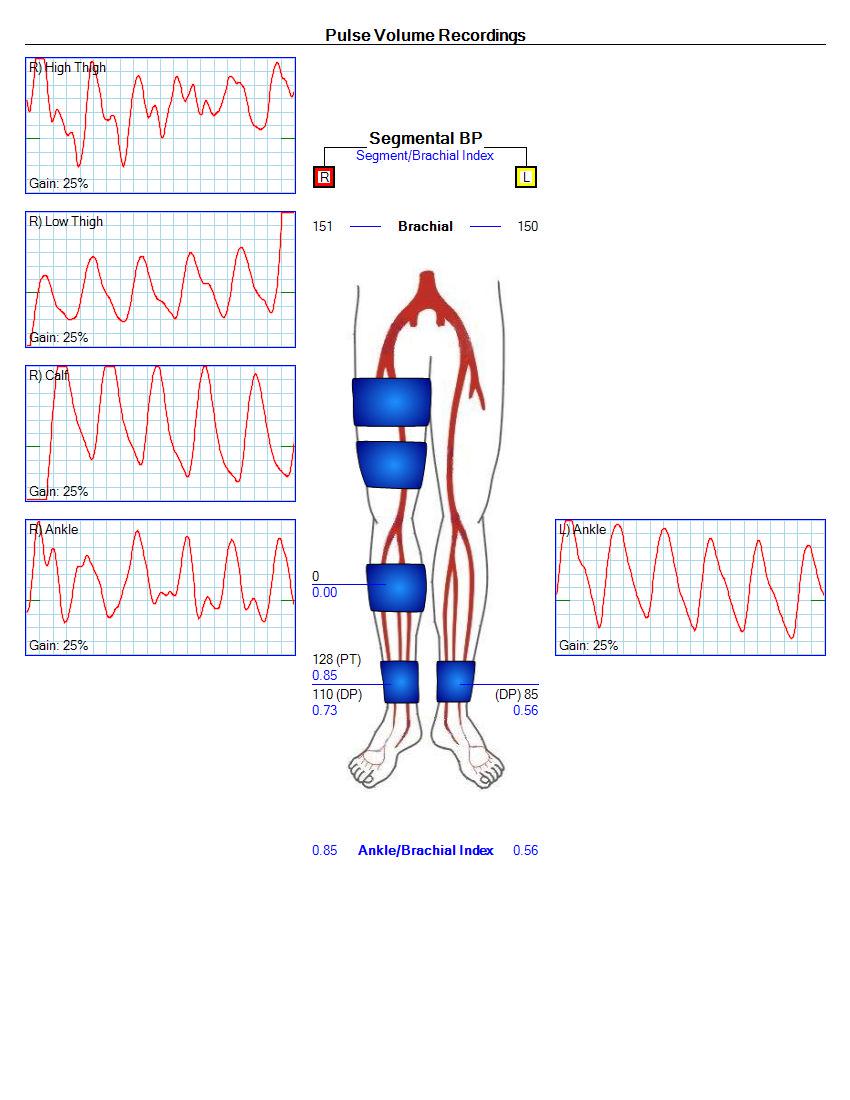 Pulse Volume Recordings
R) High Thigh
Gain: 25%
Segmental BP
Segment/Brachial Index
R
L
151
Brachial
150
R) Low Thigh
Gain: 25%
R) Calf
Gain: 25%
R) Ankle
Gain: 25%
0
0.00
128 (PT)
0.85
110 (DP)
0.73
(DP) 85
0.56
L) Ankle
Gain: 25%
0.85 Ankle/Brachial Index 0.56